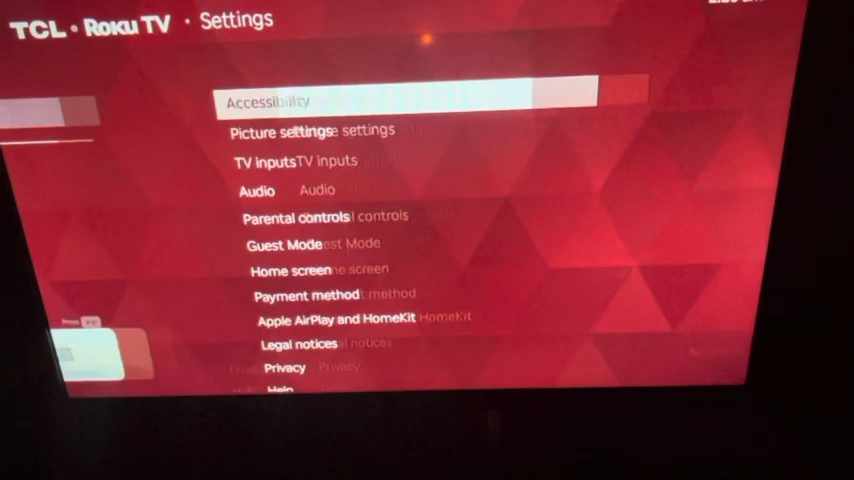 TCL • Roku TV • Settings
Accessibility
Picture settings
TV inputs
Audio
Parental controls
Guest Mode
Home screen
Payment method
Apple AirPlay and HomeKit
Legal notices
Privacy
Help